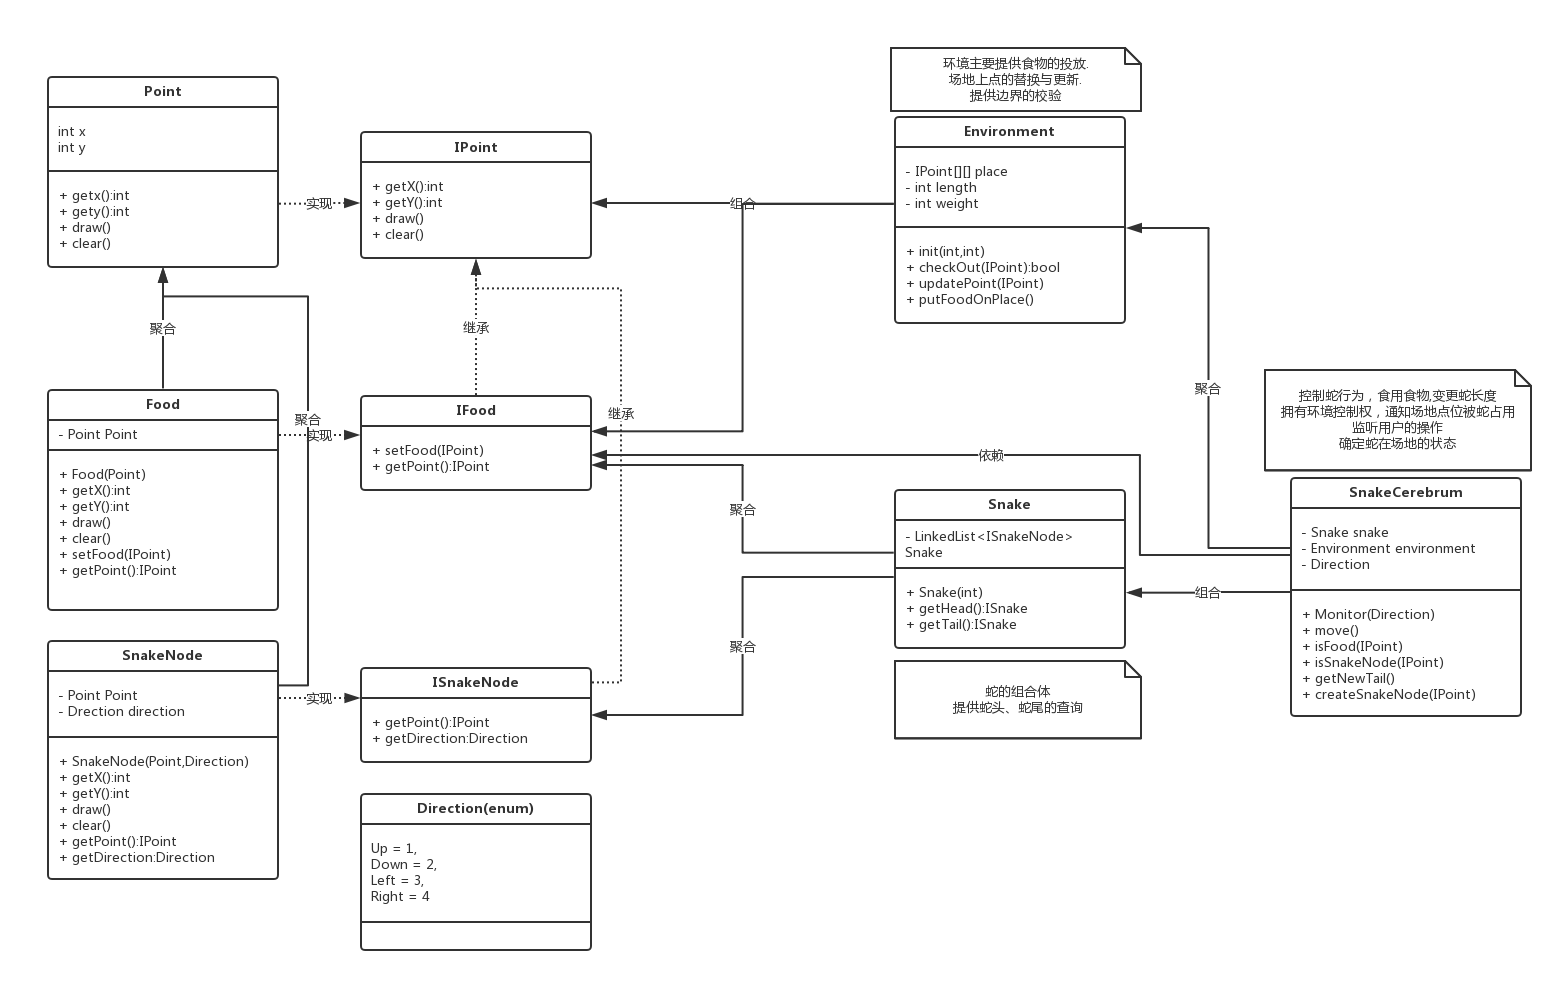 Point
int x
int y
+ getx():int
+ gety():int
+ draw()
+ clear()
实现
IPoint
+ getX():int
+ getY():int
+ draw()
+ clear()
组合
环境主要提供食物的投放.
场地上点的替换与更新.
提供边界的校验
Environment
- IPoint[][] place
- int length
- int weight
+ init(int,int)
+ checkOut(IPoint):bool
+ updatePoint(IPoint)
+ putFoodOnPlace()
聚合
继承
聚合
Food
- Point Point
+ Food(Point)
+ getX():int
+ getY():int
+ draw()
+ clear()
+ setFood(IPoint)
+ getPoint():IPoint
聚合
实现
IFood
+ setFood(IPoint)
+ getPoint():IPoint
继承
依赖
聚合
控制蛇行为，食用食物,变更蛇长度
拥有环境控制权，通知场地点位被蛇占用
监听用户的操作
确定蛇在场地的状态
Snake
- LinkedList<ISnakeNode>
Snake
+ Snake(int)
+ getHead():ISnake
+ getTail():ISnake
组合
SnakeCerebrum
- Snake snake
- Environment environment
- Direction
+ Monitor(Direction)
+ move()
+ isFood(IPoint)
+ isSnakeNode(IPoint)
+ getNewTail()
+ createSnakeNode(IPoint)
SnakeNode
- Point Point
- Drection direction
+ SnakeNode(Point,Direction)
+ getX():int
+ getY():int
+ draw()
+ clear()
+ getPoint():IPoint
+ getDirection:Direction
实现
ISnakeNode
+ getPoint():IPoint
+ getDirection:Direction
聚合
蛇的组合体
提供蛇头、蛇尾的查询
Direction(enum)
Up = 1,
Down = 2,
Left = 3,
Right = 4